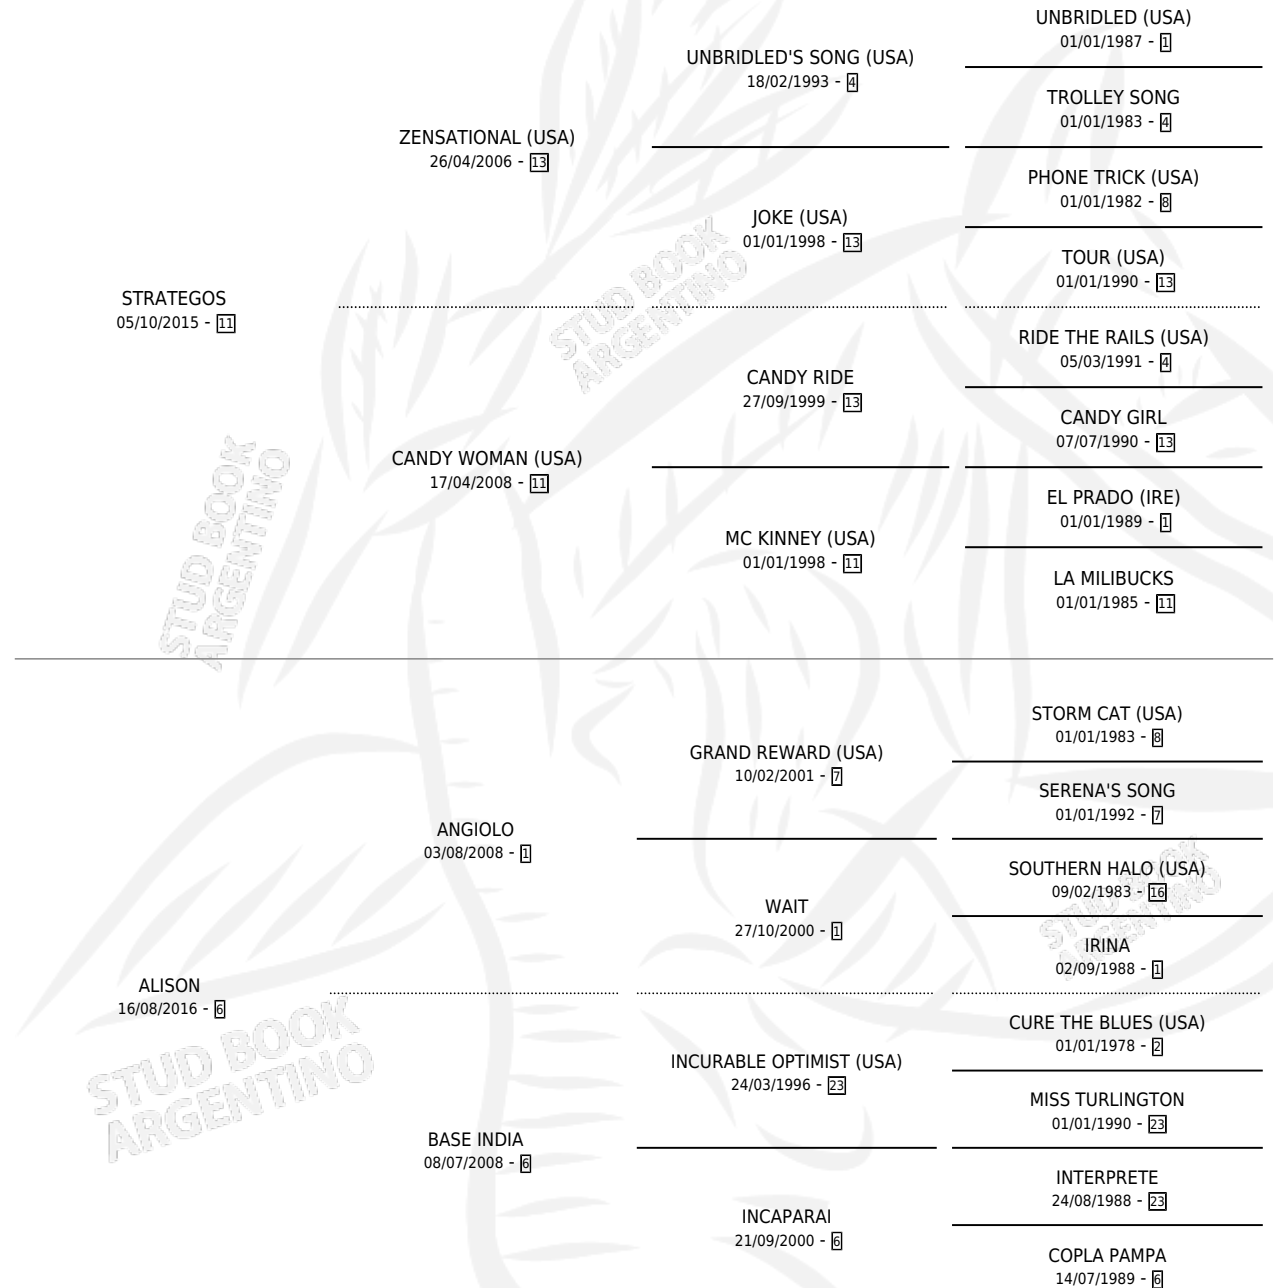 UNBRIDLED (USA)
01/01/1987 - 1
UNBRIDLED'S SONG (USA)
18/02/1993 - 4
TROLLEY SONG
01/01/1983 - 4
ZENSATIONAL (USA)
26/04/2006 - 13
PHONE TRICK (USA)
01/01/1982 - 8
JOKE (USA)
01/01/1998 - 13
TOUR (USA)
01/01/1990 - 13
STRATEGOS
05/10/2015 - 11
STUD BOOK
ARGENTINO
RIDE THE RAILS (USA)
05/03/1991 - 4
CANDY RIDE
27/09/1999 - 13
CANDY GIRL
07/07/1990 - 13
CANDY WOMAN (USA)
17/04/2008 - 11
EL PRADO (IRE)
01/01/1989 - 1
MC KINNEY (USA)
01/01/1998 - 11
LA MILIBUCKS
01/01/1985 - 11
STUD BOOK
ARGENTINO
STORM CAT (USA)
01/01/1983 - 8
GRAND REWARD (USA)
10/02/2001 - 7
SERENA'S SONG
01/01/1992 - 7
ANGIOLO
03/08/2008 - 1
SOUTHERN HALO (USA)
09/02/1983 - 16
WAIT
27/10/2000 - 1
STUD BOOK
ARGENTINO
IRINA
02/09/1988 - 1
ALISON
16/08/2016 - 6
CURE THE BLUES (USA)
01/01/1978 - 2
INCURABLE OPTIMIST (USA)
24/03/1996 - 23
MISS TURLINGTON
01/01/1990 - 23
STUD BOOK
ARGENTINO
BASE INDIA
08/07/2008 - 6
INTERPRETE
24/08/1988 - 23
INCAPARAI
21/09/2000 - 6
COPLA PAMPA
14/07/1989 - 6